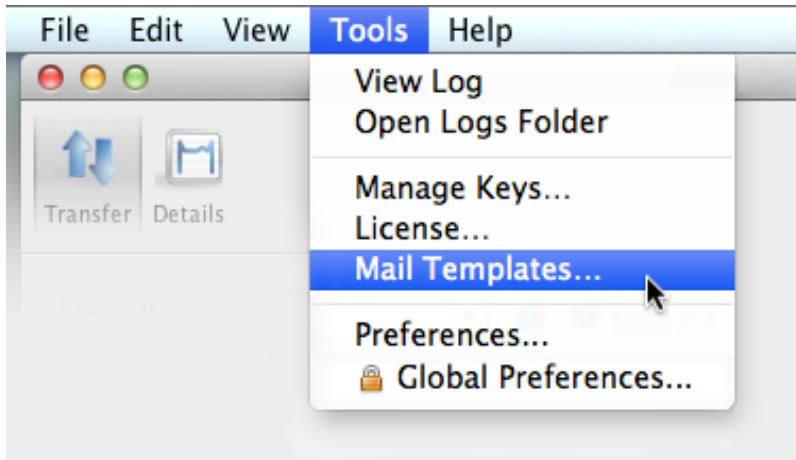 File Edit View Tools Help
View Log
Open Logs Folder
Manage Keys...
License...
Mail Templates...
Preferences...
Global Preferences...
Transfer Details